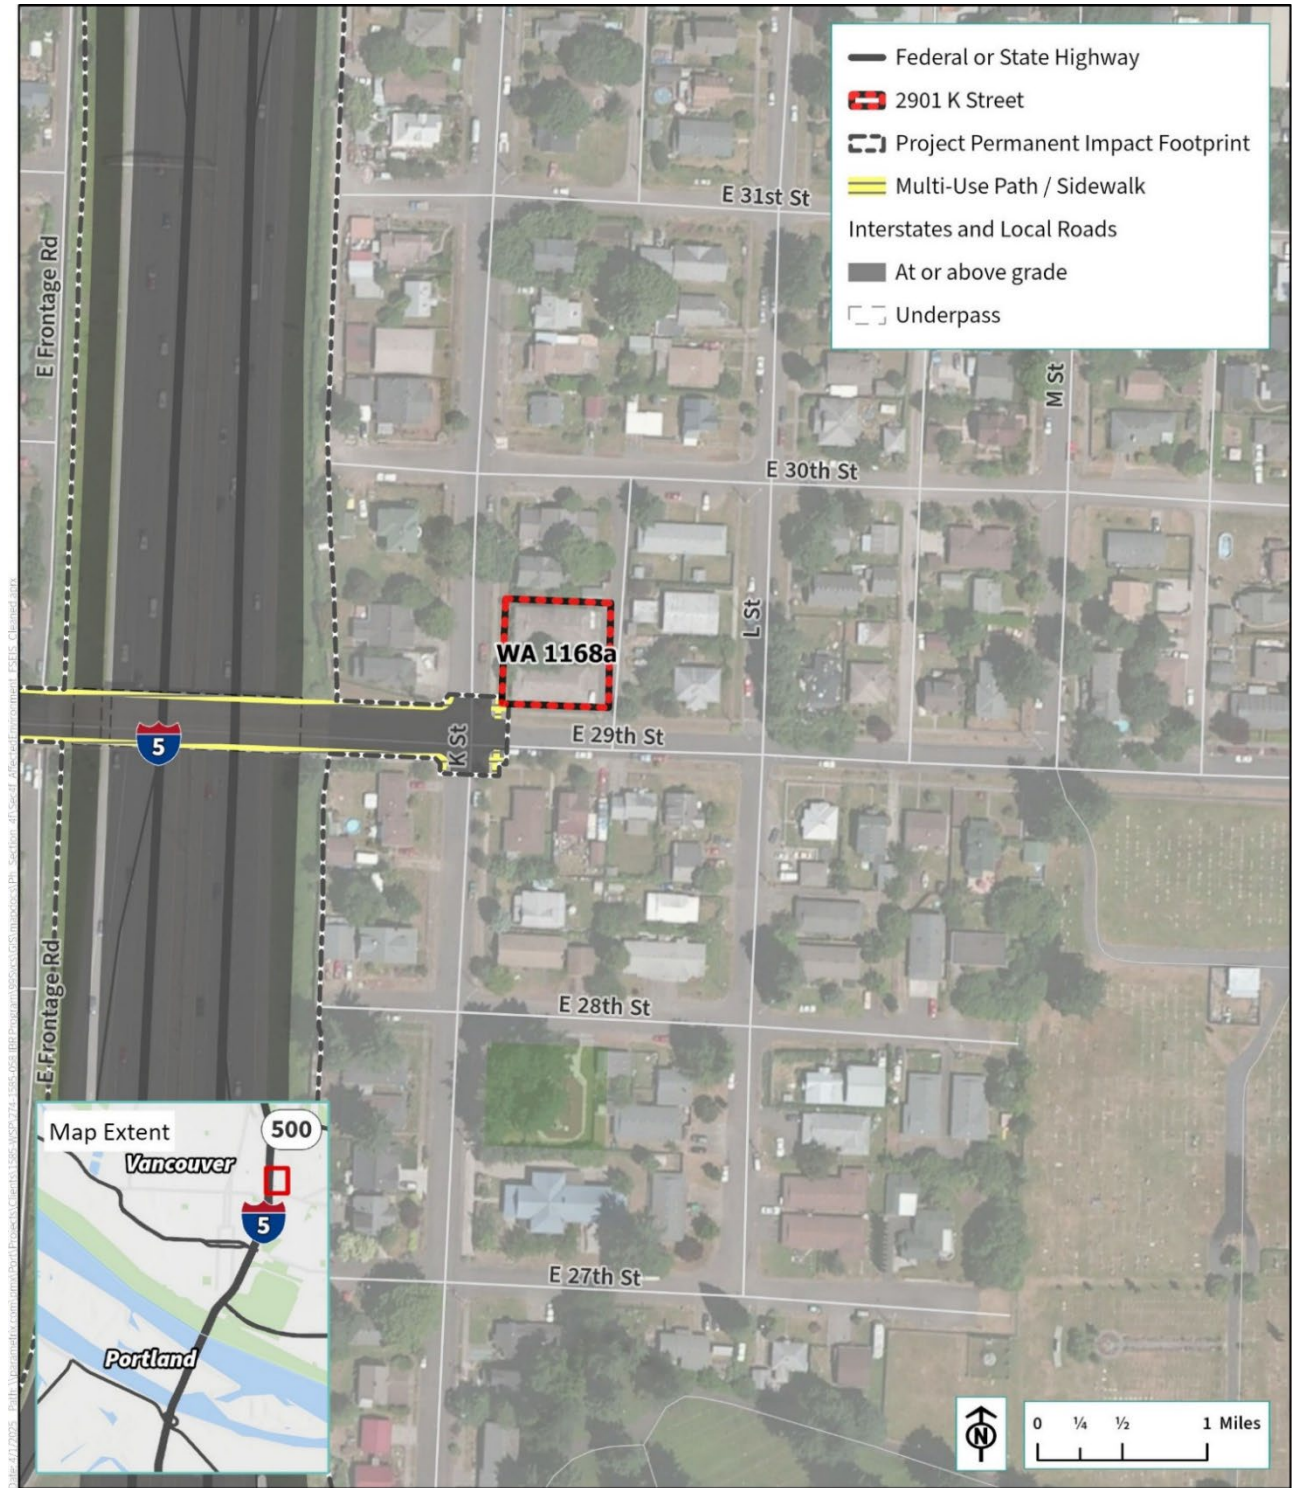 Federal or State Highway
2901 K Street
Project Permanent Impact Footprint
Multi-Use Path / Sidewalk
Interstates and Local Roads
At or above grade
Underpass
E 31st St
E Frontage Rd
M St
E 30th St
L St
WA 1168a
K St
E 29th St
5
E Frontage Rd
E 28th St
Map Extent
500
Vancouver
5
Portland
E 27th St
N
0 ¼ ½ 1 Miles